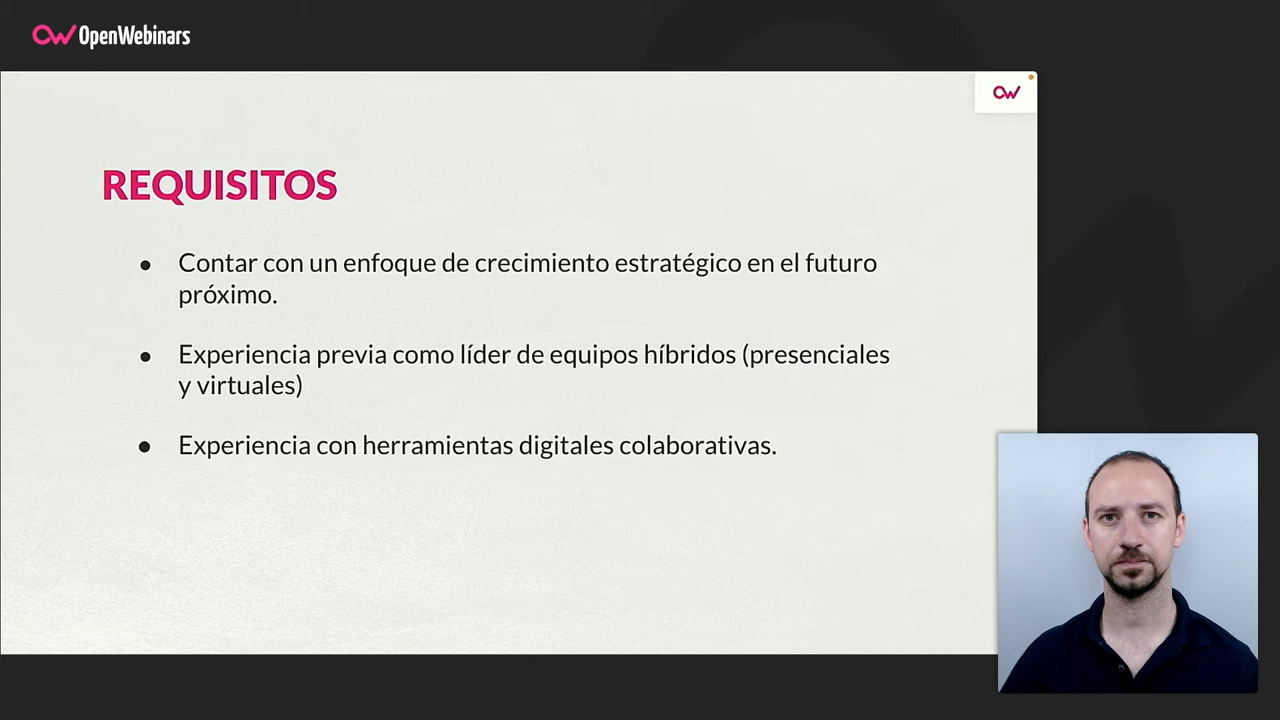 OpenWebinars
REQUISITOS
● Contar con un enfoque de crecimiento estratégico en el futuro
próximo.
● Experiencia previa como líder de equipos híbridos (presenciales
y virtuales)
● Experiencia con herramientas digitales colaborativas.